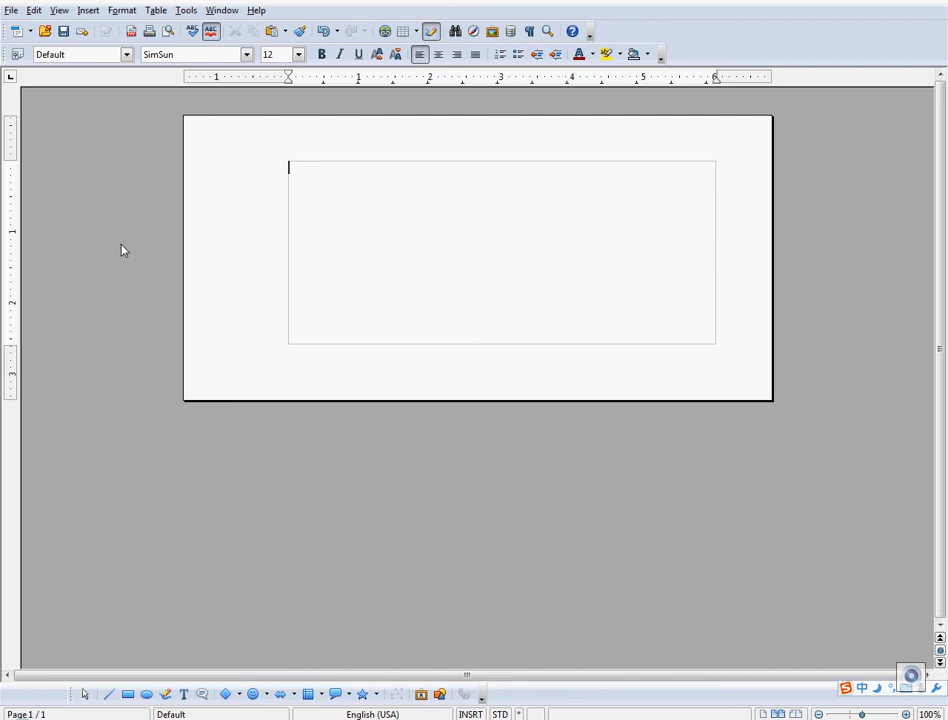 File Edit View Insert Format Table Tools Window Help
Default SimSun 12
1 1 2 3 4 5 6
1
2
3
中
Page 1 / 1 Default English (USA) INSRT STD * 100%